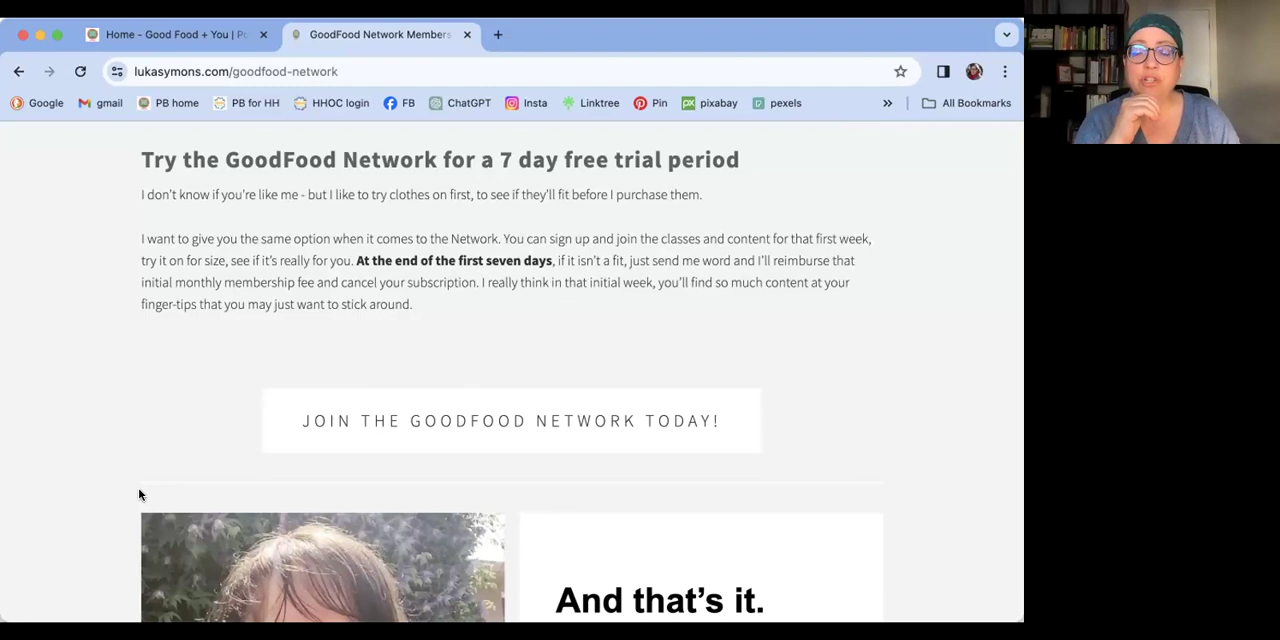 Home - Good Food + You | P
GoodFood Network Members
lukasymons.com/goodfood-network
Google gmail PB home PB for HH HHOC login FB ChatGPT Insta Linktree Pin pixabay pexels » All Bookmarks
Try the GoodFood Network for a 7 day free trial period
I don't know if you're like me - but I like to try clothes on first, to see if they'll fit before I purchase them.
I want to give you the same option when it comes to the Network. You can sign up and join the classes and content for that first week,
try it on for size, see if it's really for you. At the end of the first seven days, if it isn't a fit, just send me word and I'll reimburse that
initial monthly membership fee and cancel your subscription. I really think in that initial week, you'll find so much content at your
finger-tips that you may just want to stick around.
JOIN THE GOODFOOD NETWORK TODAY!
And that's it.